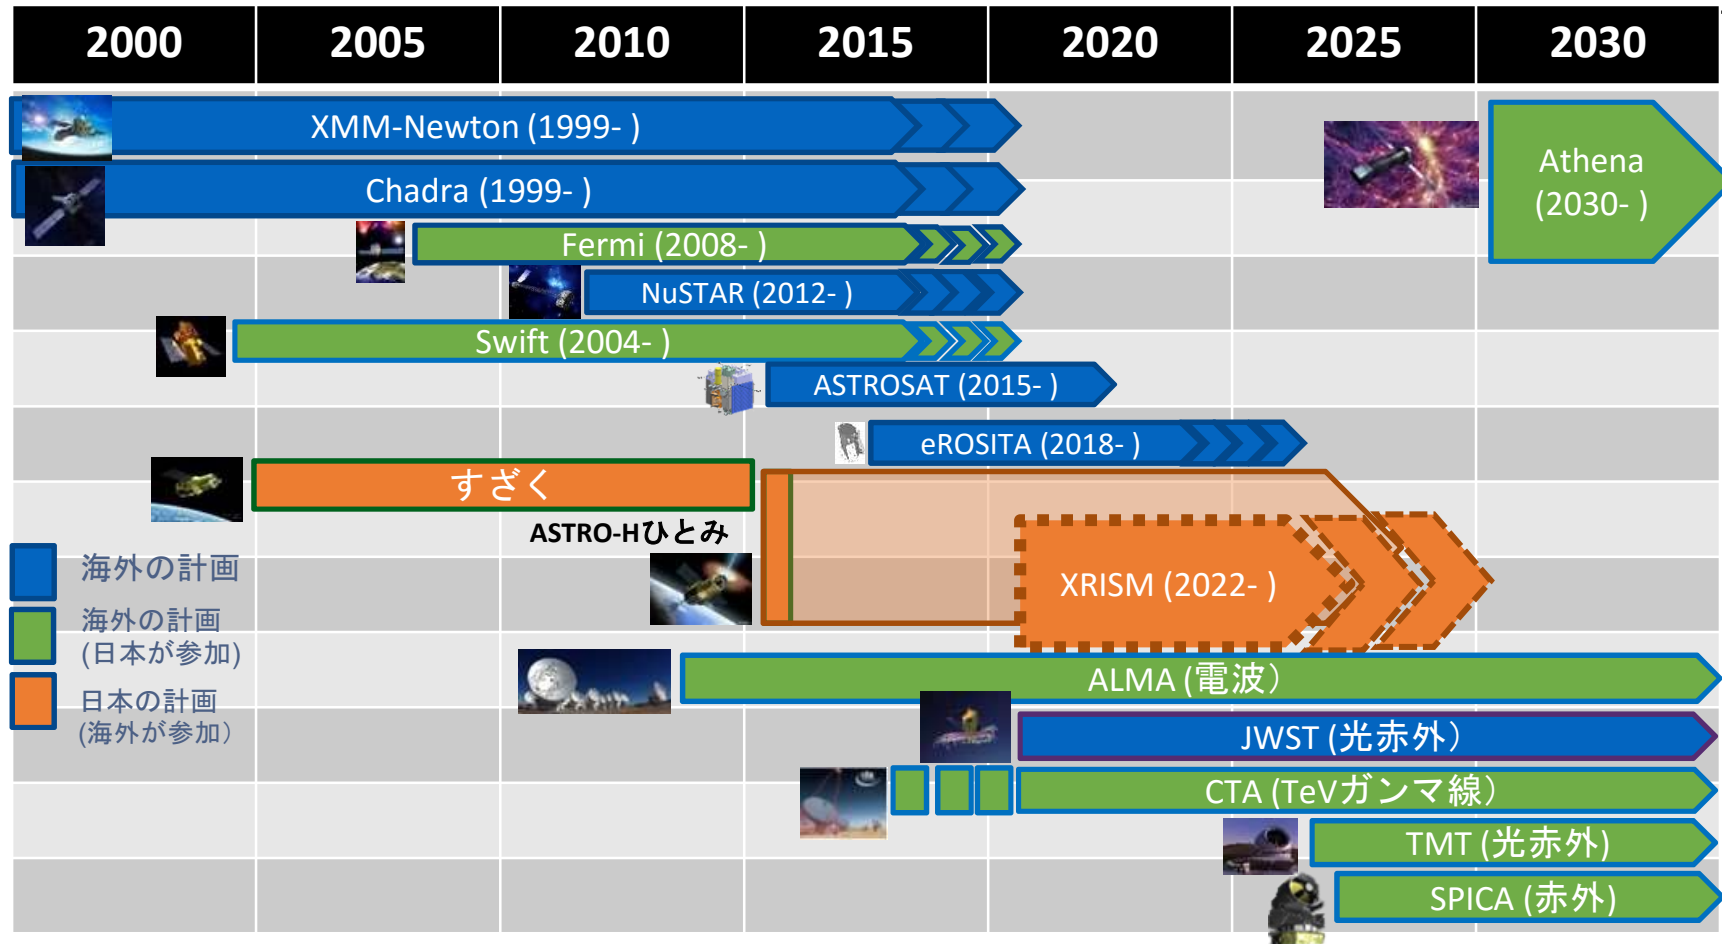 2000 2005 2010 2015 2020 2025 2030
XMM-Newton (1999- )
Chadra (1999- )
Athena
(2030- )
Fermi (2008- )
NuSTAR (2012- )
Swift (2004- )
ASTROSAT (2015- )
eROSITA (2018- )
すざく
ASTRO-Hひとみ
XRISM (2022- )
海外の計画
海外の計画
(日本が参加)
日本の計画
(海外が参加）
ALMA (電波）
JWST (光赤外）
CTA (TeVガンマ線）
TMT (光赤外)
SPICA (赤外)